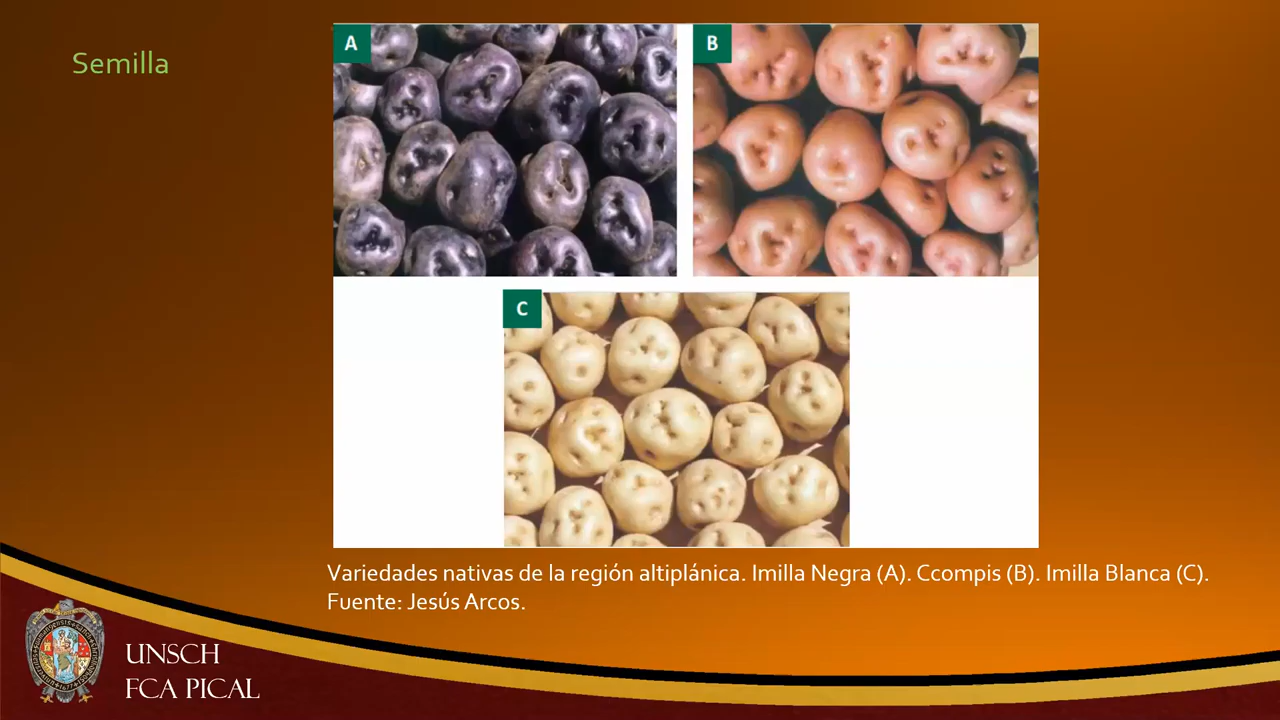 Semilla
A
B
C
Variedades nativas de la región altiplánica. Imilla Negra (A). Ccompis (B). Imilla Blanca (C).
Fuente: Jesús Arcos.
UNSCH
FCA PICAL